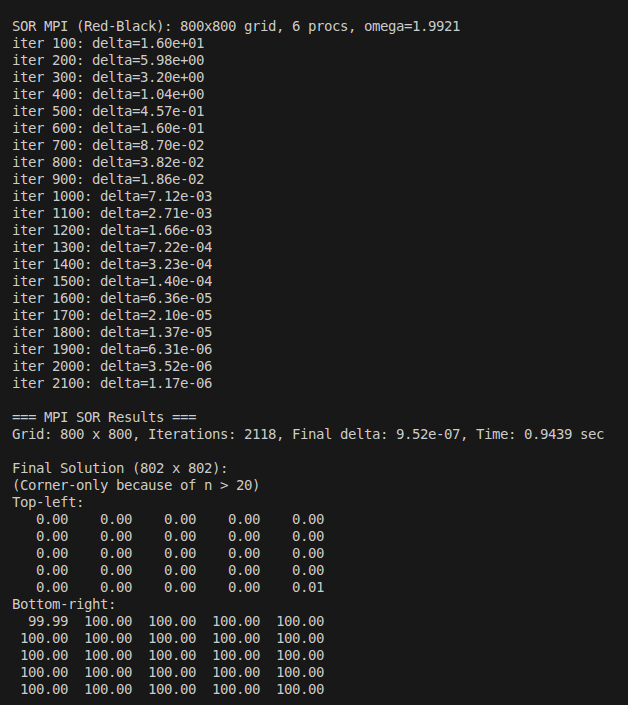 SOR MPI (Red-Black): 800x800 grid, 6 procs, omega=1.9921
iter 100: delta=1.60e+01
iter 200: delta=5.98e+00
iter 300: delta=3.20e+00
iter 400: delta=1.04e+00
iter 500: delta=4.57e-01
iter 600: delta=1.60e-01
iter 700: delta=8.70e-02
iter 800: delta=3.82e-02
iter 900: delta=1.86e-02
iter 1000: delta=7.12e-03
iter 1100: delta=2.71e-03
iter 1200: delta=1.66e-03
iter 1300: delta=7.22e-04
iter 1400: delta=3.23e-04
iter 1500: delta=1.40e-04
iter 1600: delta=6.36e-05
iter 1700: delta=2.10e-05
iter 1800: delta=1.37e-05
iter 1900: delta=6.31e-06
iter 2000: delta=3.52e-06
iter 2100: delta=1.17e-06
=== MPI SOR Results ===
Grid: 800 x 800, Iterations: 2118, Final delta: 9.52e-07, Time: 0.9439 sec
Final Solution (802 x 802):
(Corner-only because of n > 20)
Top-left:
0.00 0.00 0.00 0.00 0.00
0.00 0.00 0.00 0.00 0.00
0.00 0.00 0.00 0.00 0.00
0.00 0.00 0.00 0.00 0.00
0.00 0.00 0.00 0.00 0.01
Bottom-right:
99.99 100.00 100.00 100.00 100.00
100.00 100.00 100.00 100.00 100.00
100.00 100.00 100.00 100.00 100.00
100.00 100.00 100.00 100.00 100.00
100.00 100.00 100.00 100.00 100.00